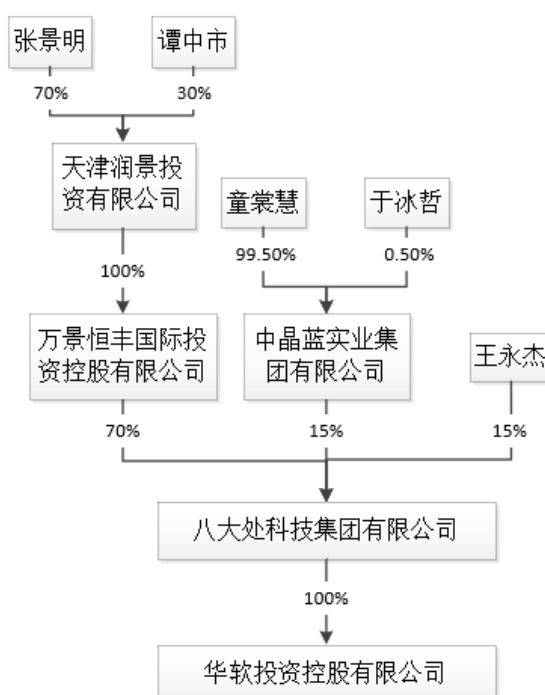 张景明
谭中市
70%
30%
天津润景投
资有限公司
童裳慧
于冰哲
100%
99.50%
0.50%
万景恒丰国际投
资控股有限公司
中晶蓝实业集
团有限公司
王永杰
70%
15%
15%
八大处科技集团有限公司
100%
华软投资控股有限公司